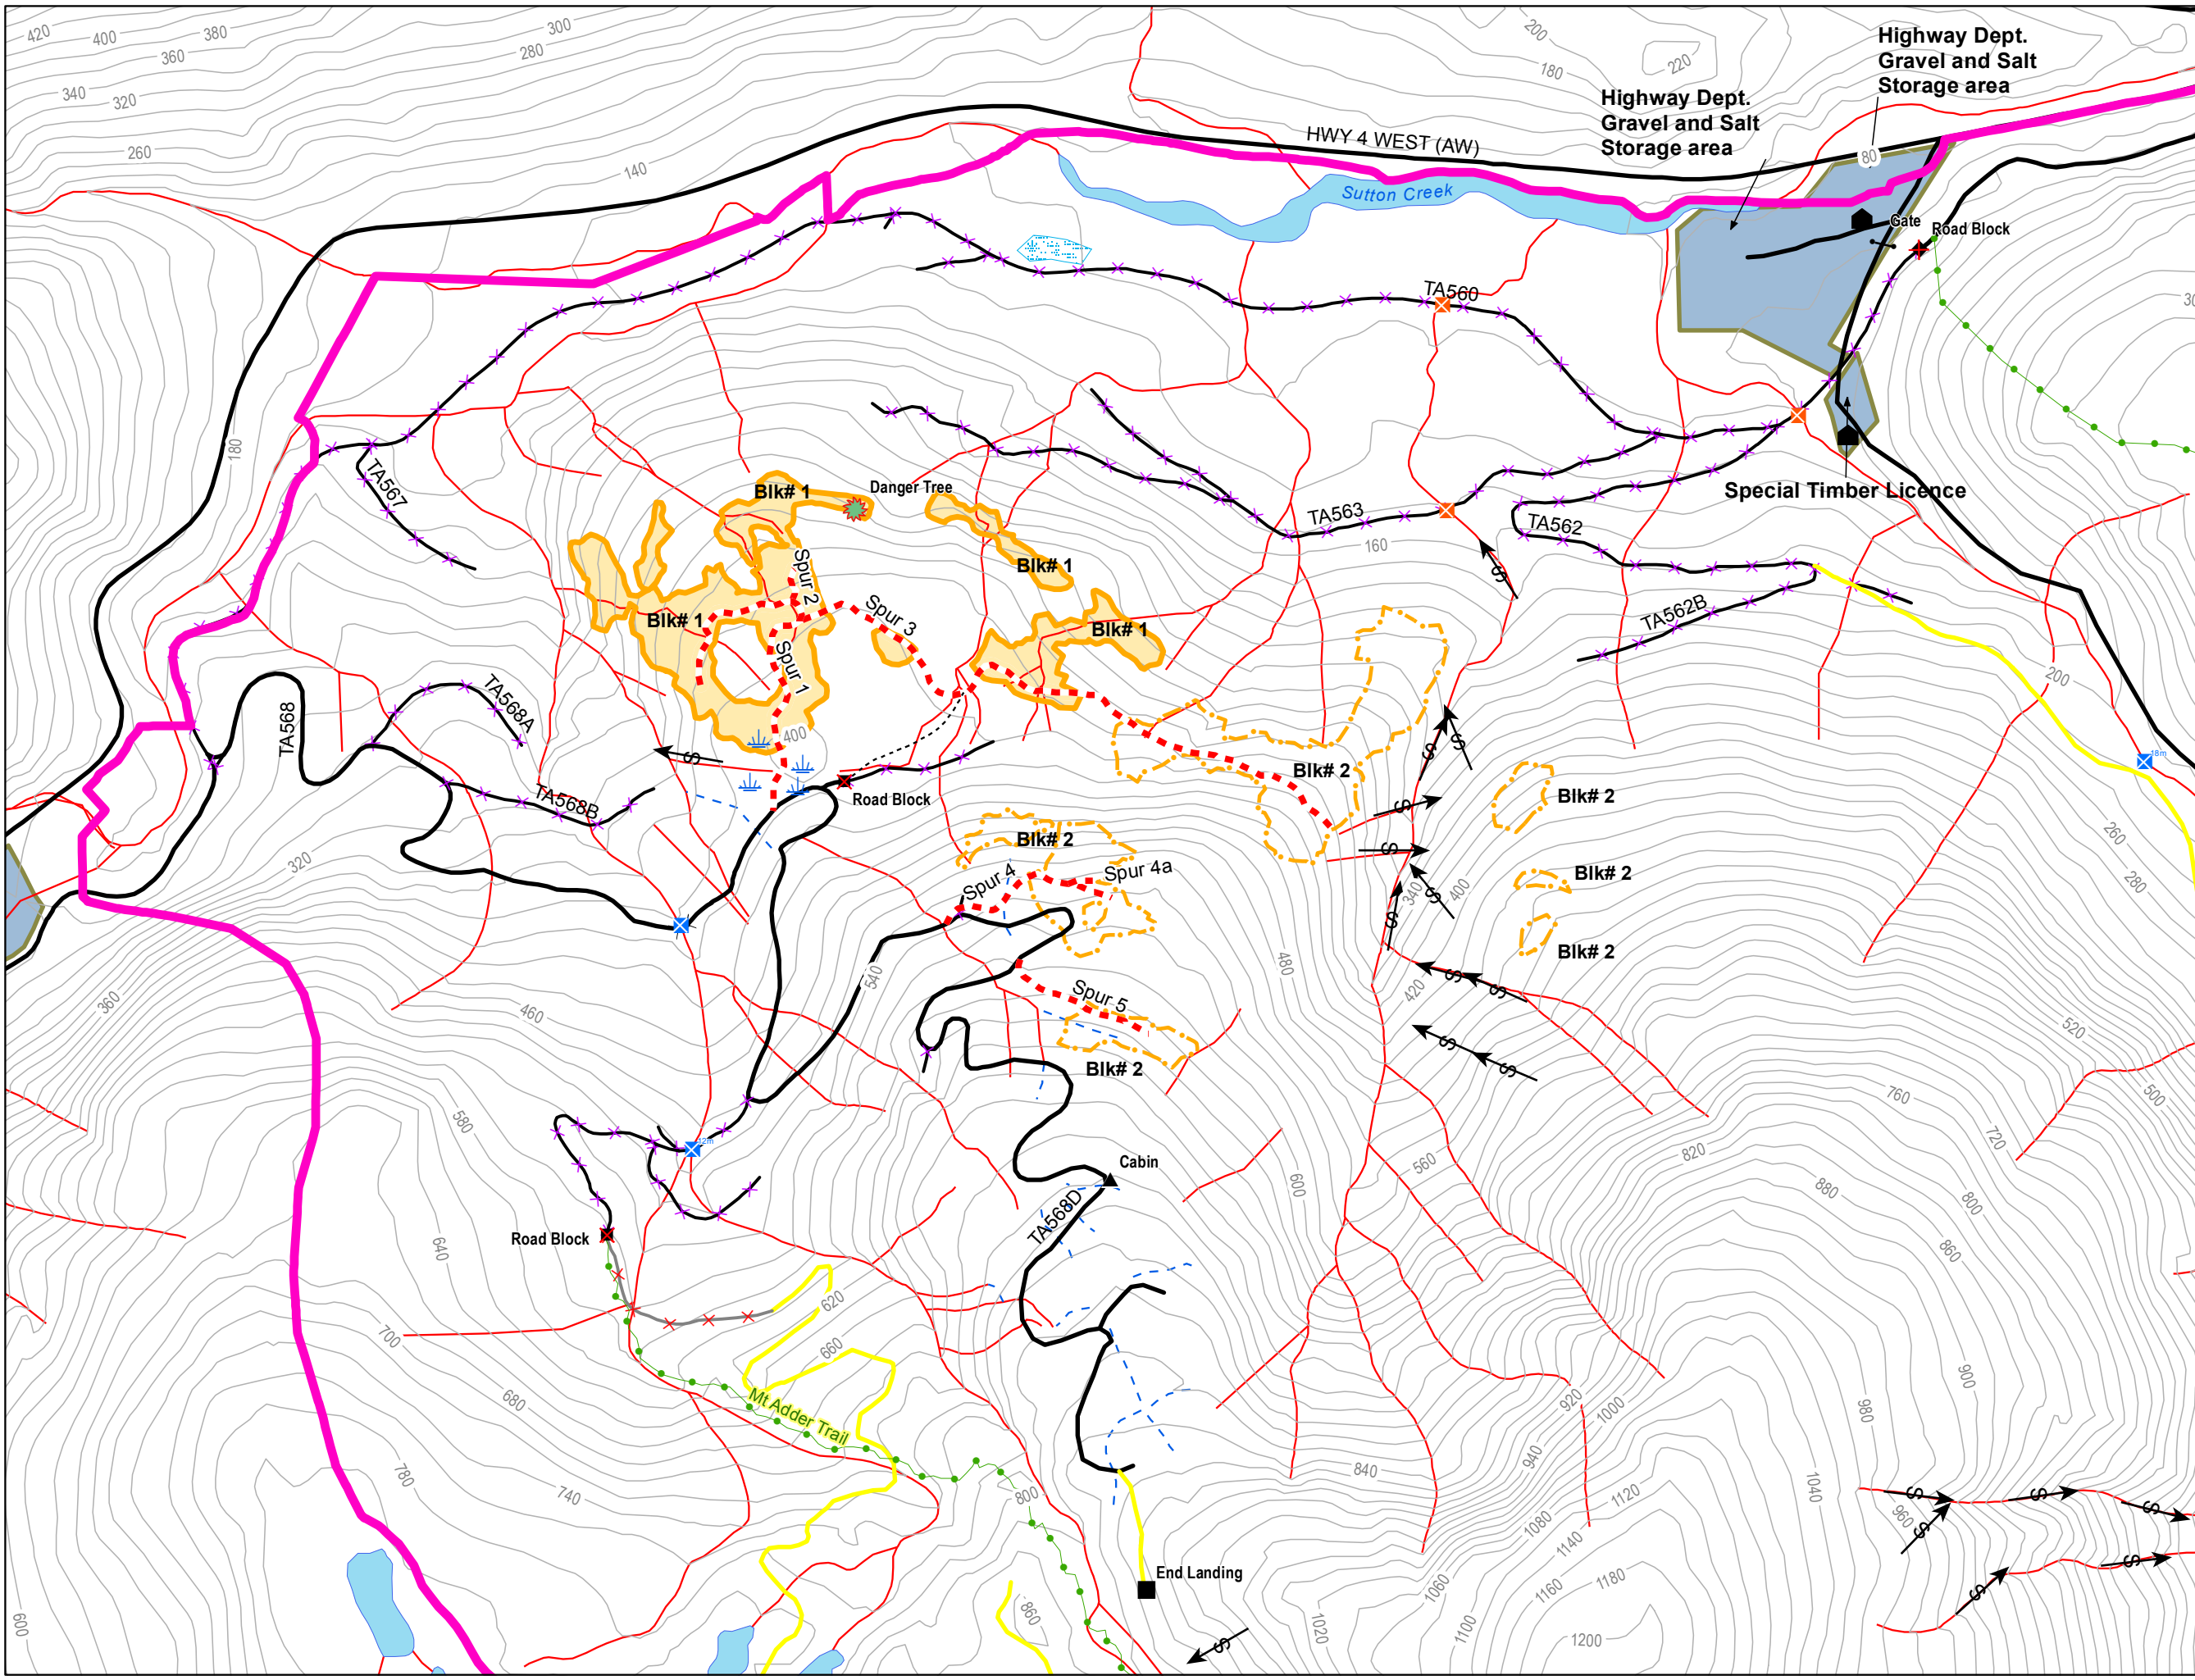 420
400
380
300
360
280
340
320
260
140
200
180
220
Highway Dept.
Gravel and Salt
Storage area
Highway Dept.
Gravel and Salt
Storage area
HWY 4 WEST (AW)
80
Sutton Creek
Gate
Road Block
TA560
180
TA567
Blk# 1
Danger Tree
Special Timber Licence
TA563
TA562
160
Spur 2
Blk# 1
TA562B
Blk# 1
Spur 3
Blk# 1
Spur 1
200
TA568
TA568A
400
S
S
S
S
18m
Blk# 2
TA568B
Road Block
Blk# 2
S
260
320
Blk# 2
S
Spur 4
Spur 4a
Blk# 2
280
340
400
S
S
Blk# 2
480
540
420
S
S
360
460
Spur 5
520
S
S
Blk# 2
760
500
580
720
12m
820
Cabin
560
600
880
800
TA568D
Road Block
640
860
620
700
660
900
680
Mt Adder Trail
920
1000
980
780
740
840
940
800
1040
1120
1080
960
S
S
S
S
1140
End Landing
1060
1160
1180
S
S
600
860
1020
1100
1200
S